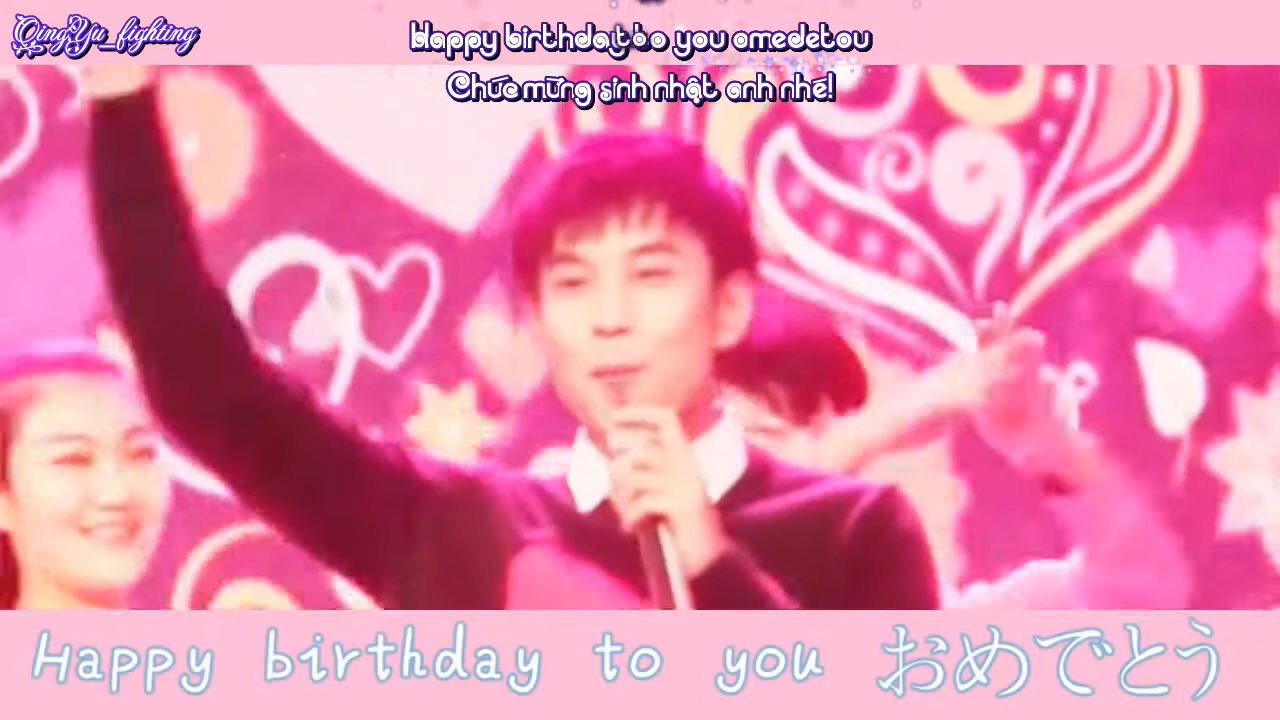 QingYu_fighting
Happy birthday to you omedetou
Chúc mừng sinh nhật anh nhé!
Happy birthday to you おめでとう